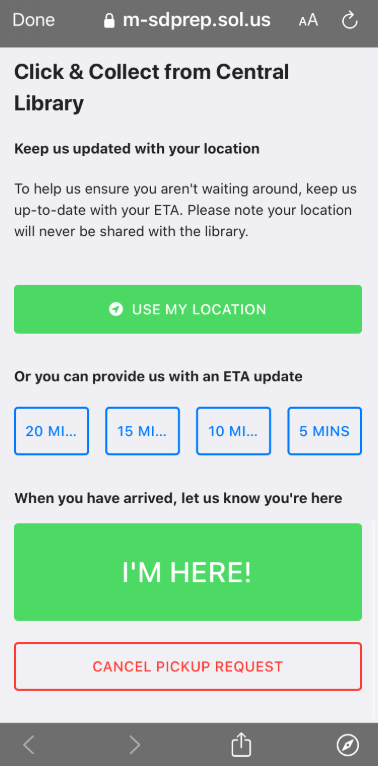 Done m-sdprep.sol.us AA
Click & Collect from Central
Library
Keep us updated with your location
To help us ensure you aren't waiting around, keep us
up-to-date with your ETA. Please note your location
will never be shared with the library.
USE MY LOCATION
Or you can provide us with an ETA update
20 MI... 15 MI... 10 MI... 5 MINS
When you have arrived, let us know you're here
I'M HERE!
CANCEL PICKUP REQUEST